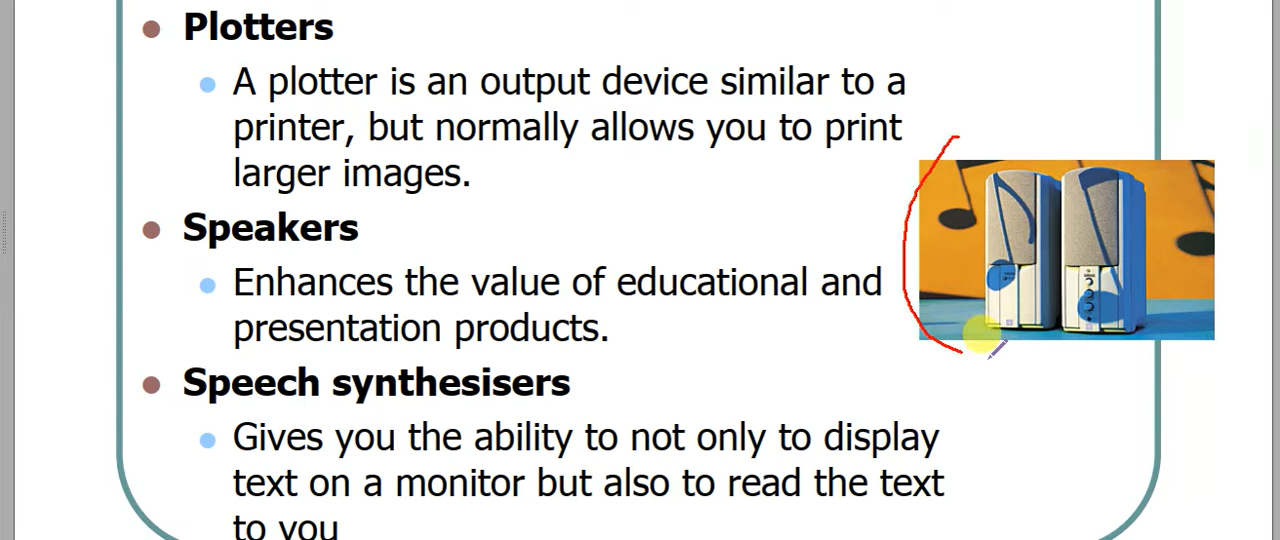 Plotters
A plotter is an output device similar to a
printer, but normally allows you to print
larger images.
Speakers
Enhances the value of educational and
presentation products.
Speech synthesisers
Gives you the ability to not only to display
text on a monitor but also to read the text
to you